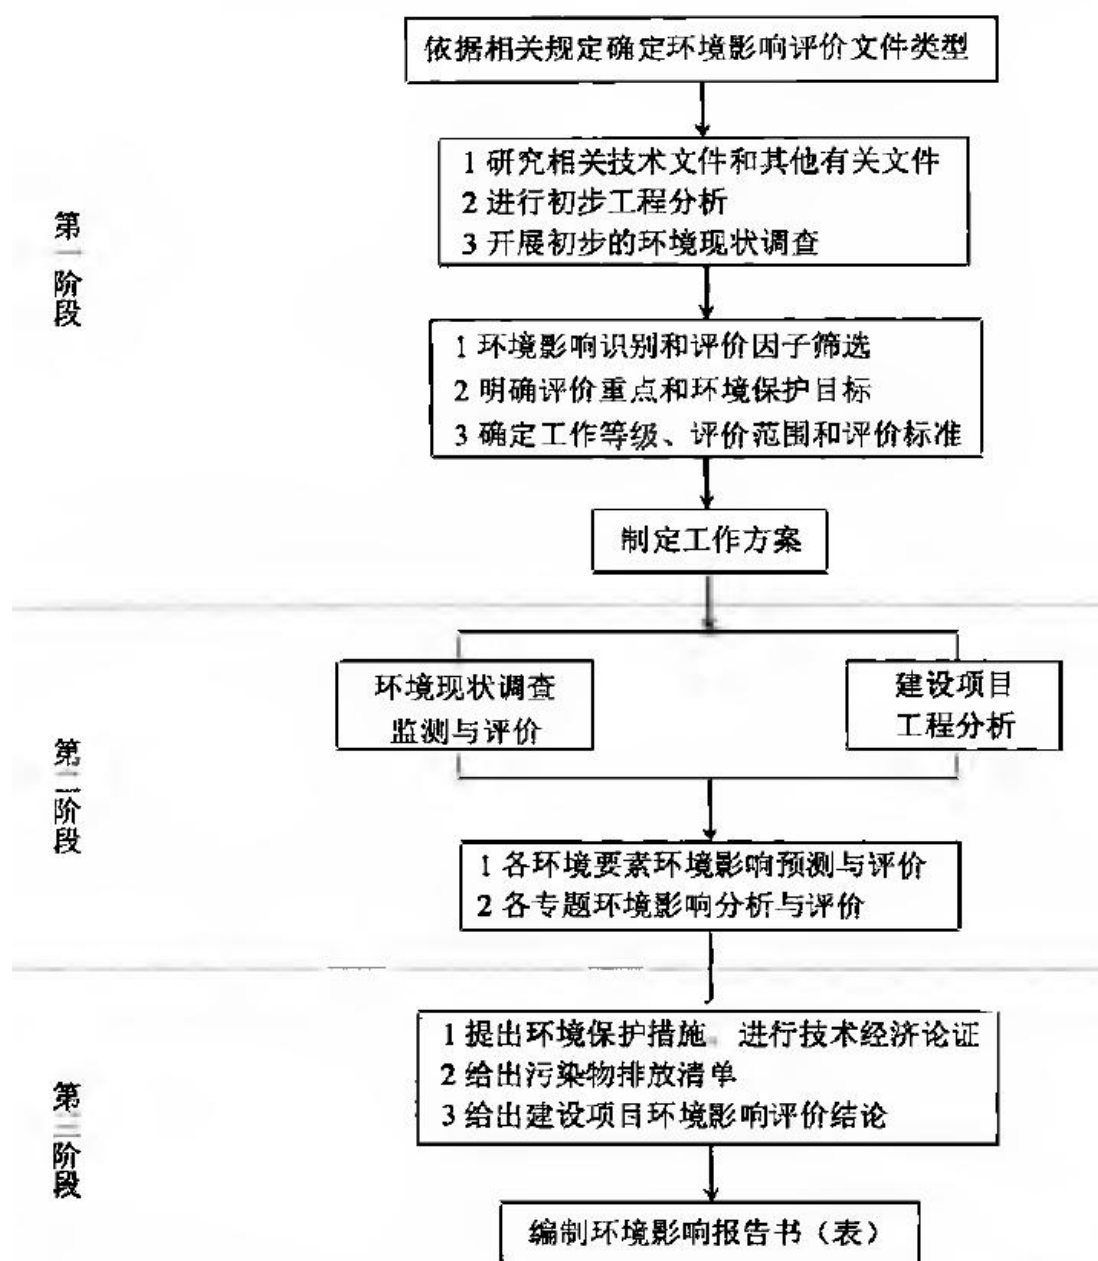 依据相关规定确定环境影响评价文件类型
1 研究相关技术文件和其他有关文件
2 进行初步工程分析
3 开展初步的环境现状调查
第一阶段
1 环境影响识别和评价因子筛选
2 明确评价重点和环境保护目标
3 确定工作等级、评价范围和评价标准
制定工作方案
环境现状调查
监测与评价
建设项目
工程分析
第二阶段
1 各环境要素环境影响预测与评价
2 各专题环境影响分析与评价
1 提出环境保护措施，进行技术经济论证
2 给出污染物排放清单
3 给出建设项目环境影响评价结论
第三阶段
编制环境影响报告书（表）